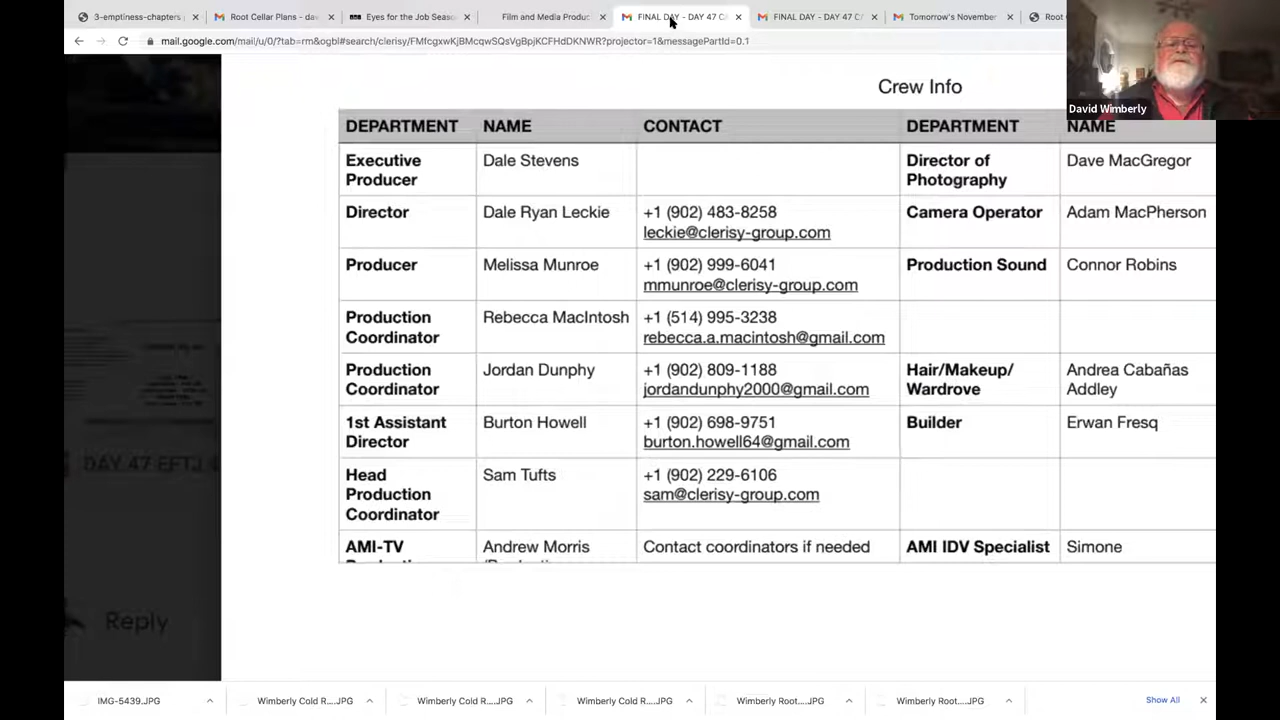 3-emptiness-chapters
Root Cellar Plans - dav
Eyes for the Job Seaso
Film and Media Produc
FINAL DAY - DAY 47 C
FINAL DAY - DAY 47 C
Tomorrow's November
Root
mail.google.com/mail/u/0/?tab=rm&ogbl#search/clerisy/FMfcgxwKjBMcqwSQsVgBpjKCFHdDKNWR?projector=1&messagePartId=0.1
David Wimberly
Crew Info
DEPARTMENT NAME CONTACT DEPARTMENT NAME
Executive Dale Stevens Director of Dave MacGregor
Producer Photography
Director Dale Ryan Leckie +1 (902) 483-8258 Camera Operator Adam MacPherson
leckie@clerisy-group.com
Producer Melissa Munroe +1 (902) 999-6041 Production Sound Connor Robins
mmunroe@clerisy-group.com
Production Rebecca MacIntosh +1 (514) 995-3238
Coordinator rebecca.a.macintosh@gmail.com
Production Jordan Dunphy +1 (902) 809-1188 Hair/Makeup/ Andrea Cabañas
Coordinator jordandunphy2000@gmail.com Wardrove Addley
1st Assistant Burton Howell +1 (902) 698-9751 Builder Erwan Fresq
Director burton.howell64@gmail.com
Head Sam Tufts +1 (902) 229-6106
Production sam@clerisy-group.com
Coordinator
AMI-TV Andrew Morris Contact coordinators if needed AMI IDV Specialist Simone
DAY 47 EFTJ
Reply
IMG-5439.JPG
Wimberly Cold R....JPG
Wimberly Cold R....JPG
Wimberly Cold R....JPG
Wimberly Root....JPG
Wimberly Root....JPG
Show All